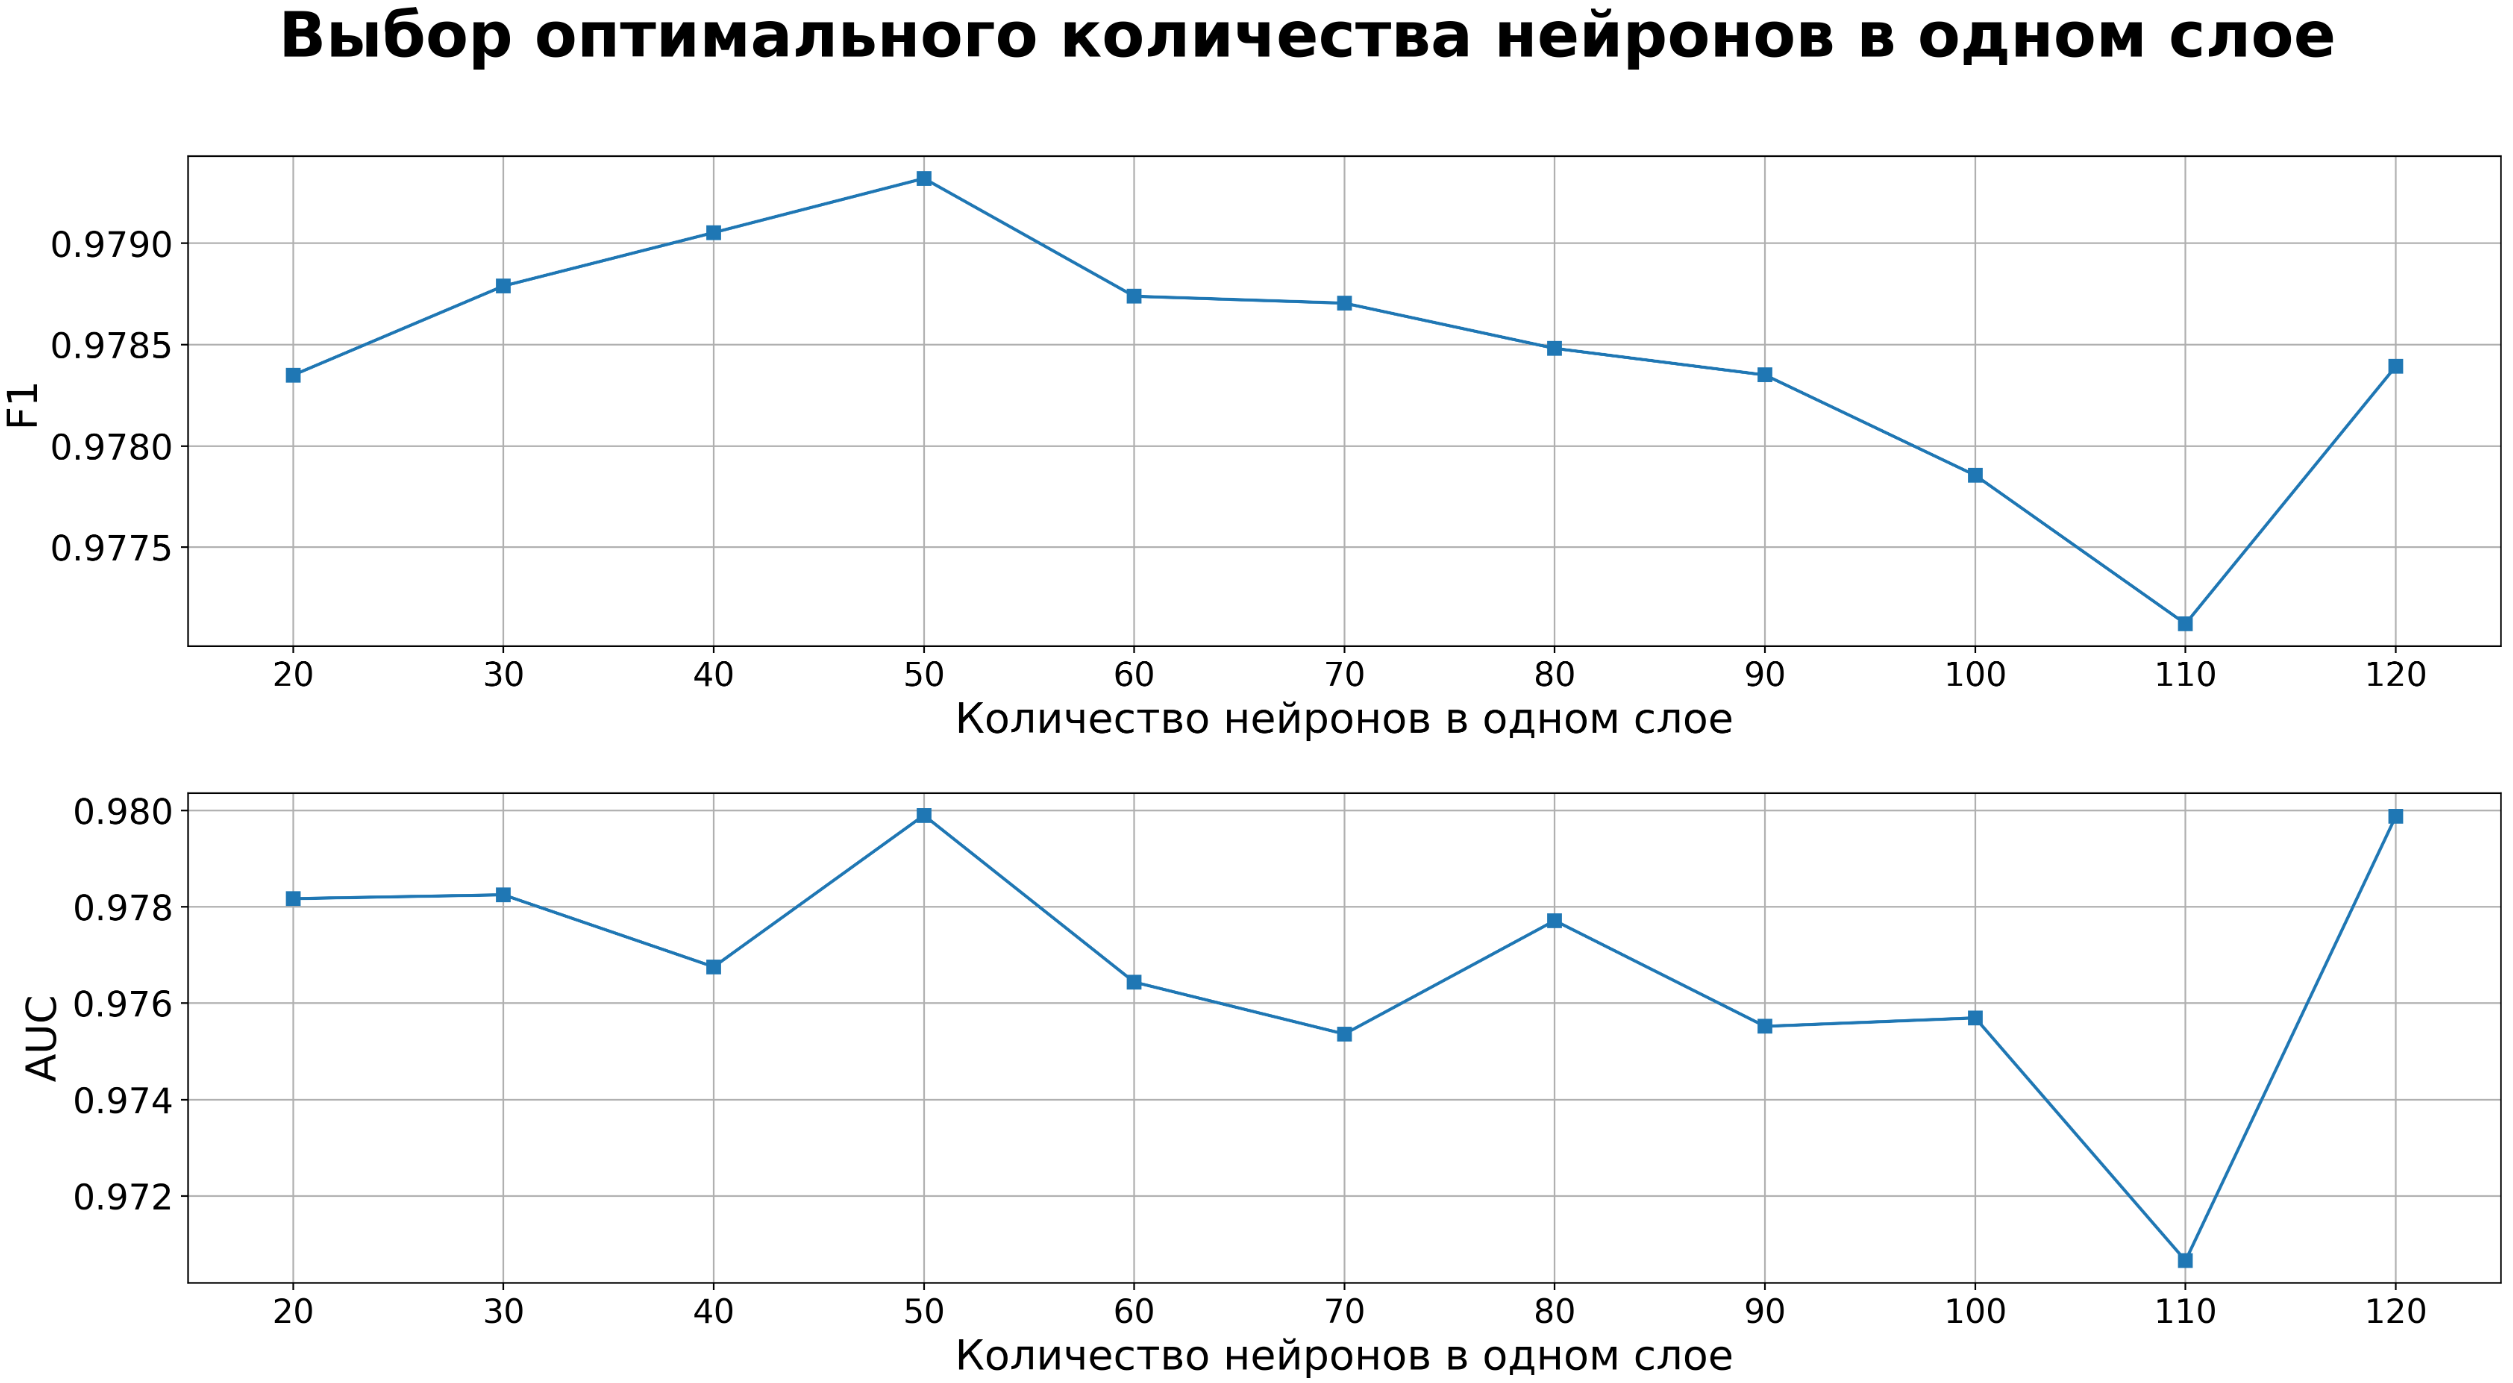 Выбор оптимального количества нейронов в одном слое
0.9790
0.9785
0.9780
0.9775
F1
20 30 40 50 60 70 80 90 100 110 120
Количество нейронов в одном слое
0.980
0.978
0.976
0.974
0.972
AUC
20 30 40 50 60 70 80 90 100 110 120
Количество нейронов в одном слое